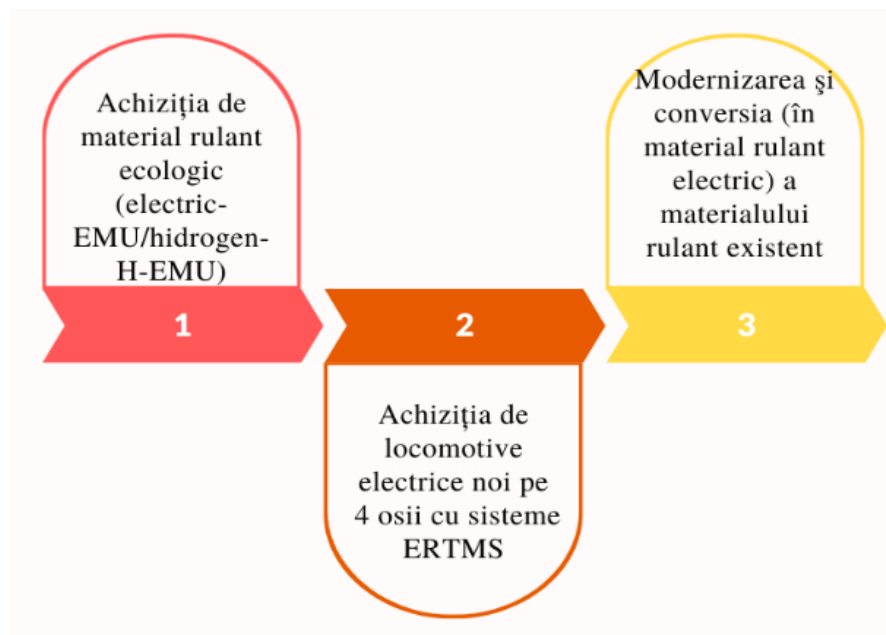 Achiziția de
material rulant
ecologic
(electric-
EMU/hidrogen-
H-EMU)
1
Achiziția de
locomotive
electrice noi pe
4 osii cu sisteme
ERTMS
2
Modernizarea şi
conversia (în
material rulant
electric) a
materialului
rulant existent
3